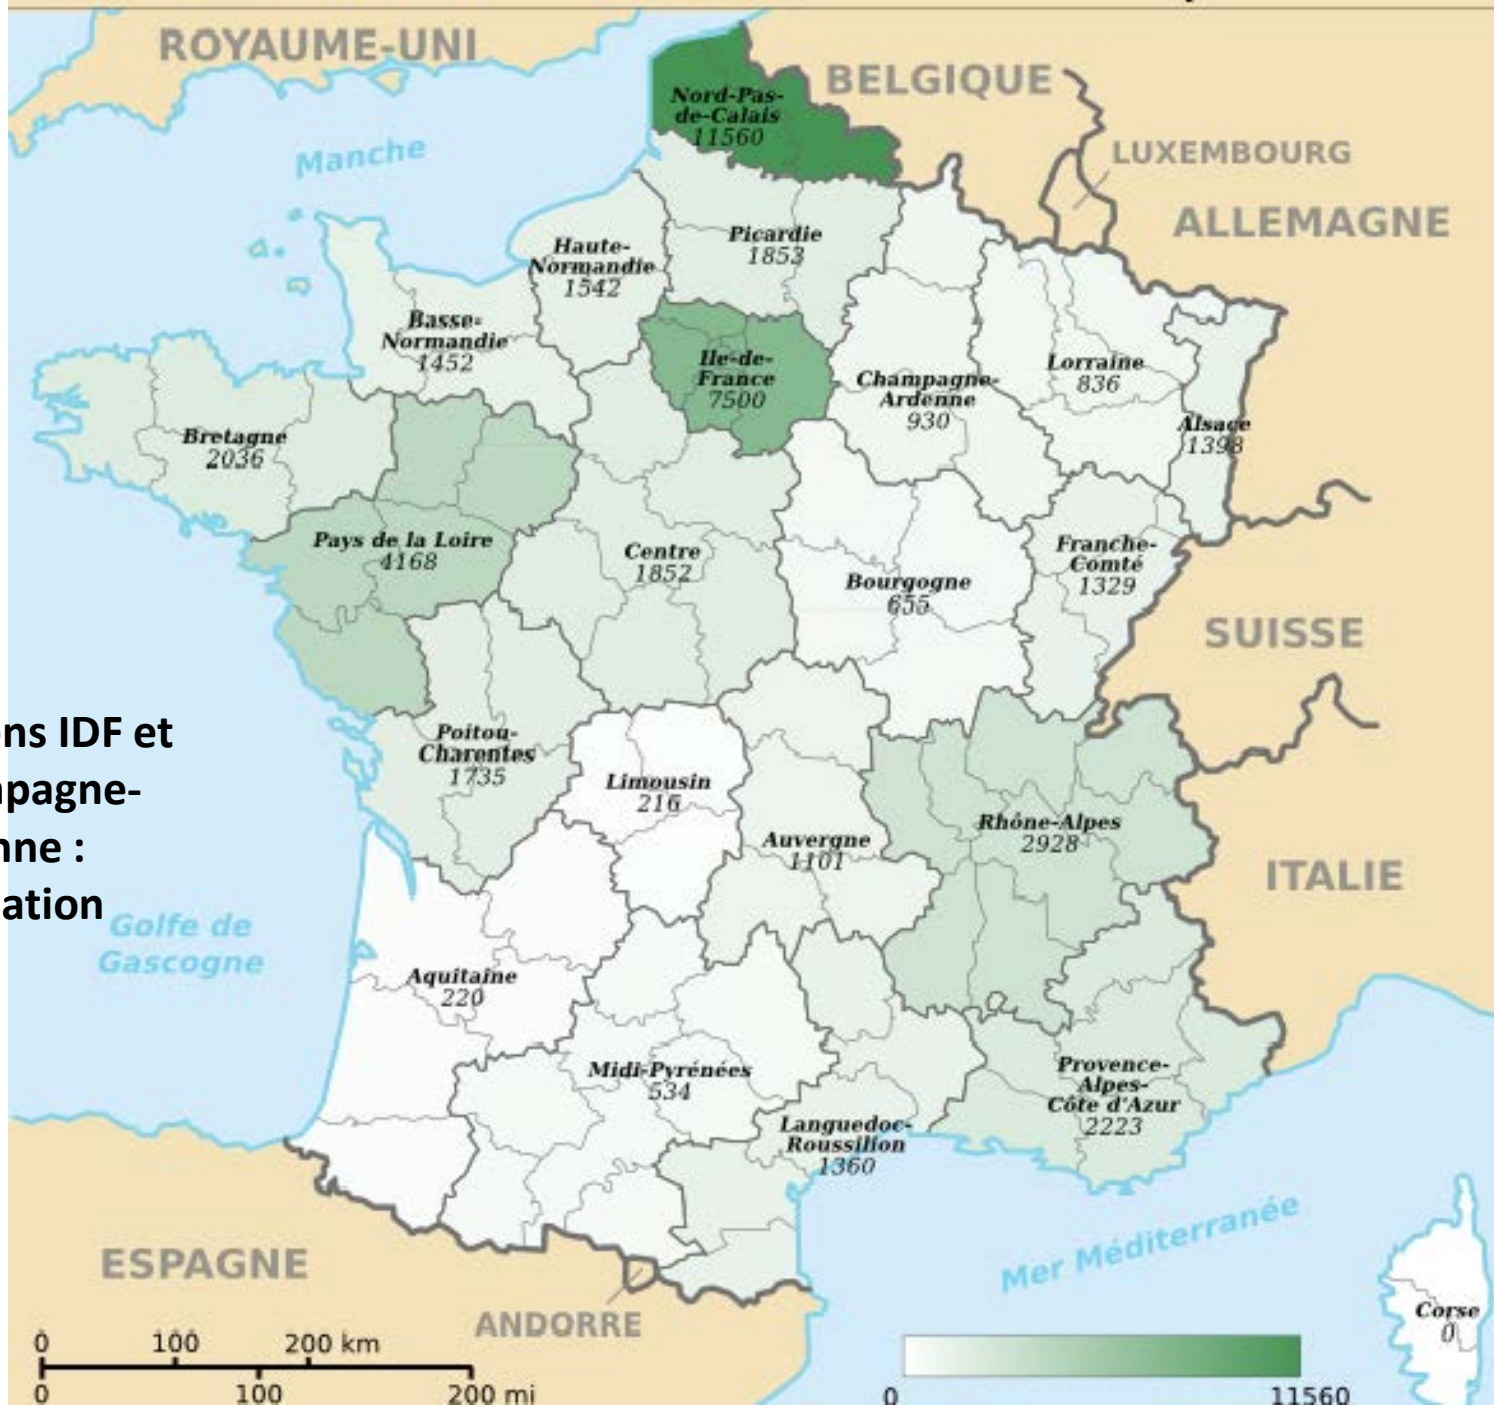 ROYAUME-UNI
BELGIQUE
Nord-Pas-
de-Calais
11560
Manche
LUXEMBOURG
ALLEMAGNE
Picardie
1853
Haute-
Normandie
1542
Basse-
Normandie
1452
Ile-de-
France
7500
Champagne-
Ardenne
930
Lorraine
836
Alsace
1398
Bretagne
2036
Pays de la Loire
4168
Centre
1852
Bourgogne
655
Franche-
Comté
1329
SUISSE
ns IDF et
pagne-
nne :
ation
Poitou-
Charentes
1735
Limousin
216
Auvergne
1101
Rhône-Alpes
2928
ITALIE
Golfe de
Gascogne
Aquitaine
220
Midi-Pyrénées
534
Provence-
Alpes-
Côte d'Azur
2223
Languedoc-
Roussillon
1360
Mer Méditerranée
ESPAGNE
ANDORRE
Corse
0
0 100 200 km
0 100 200 mi
0 11560